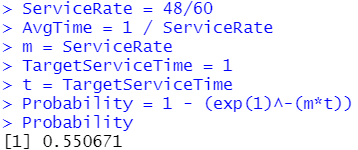 > ServiceRate = 48/60
> AvgTime = 1 / ServiceRate
> m = ServiceRate
> TargetServiceTime = 1
> t = TargetServiceTime
> Probability = 1 - (exp(1)^-(m*t))
> Probability
[1] 0.550671